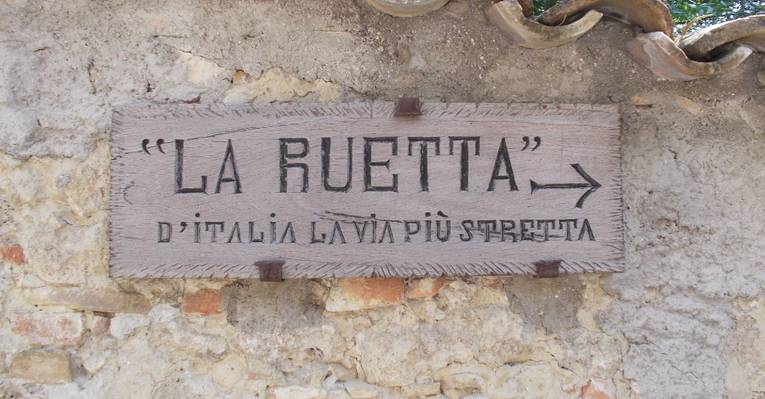 "LA RUETTA" →
D'ITALIA LA VIA PIÙ STRETTA